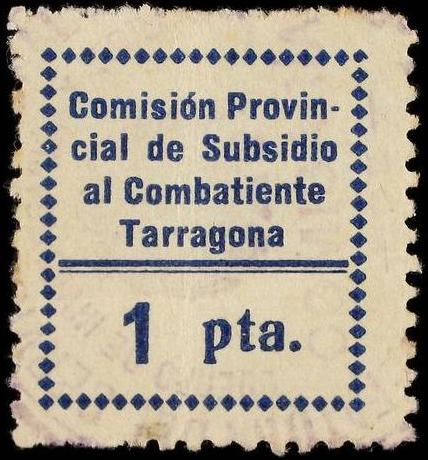 Comisión Provin-
cial de Subsidio
al Combatiente
Tarragona
1 pta.